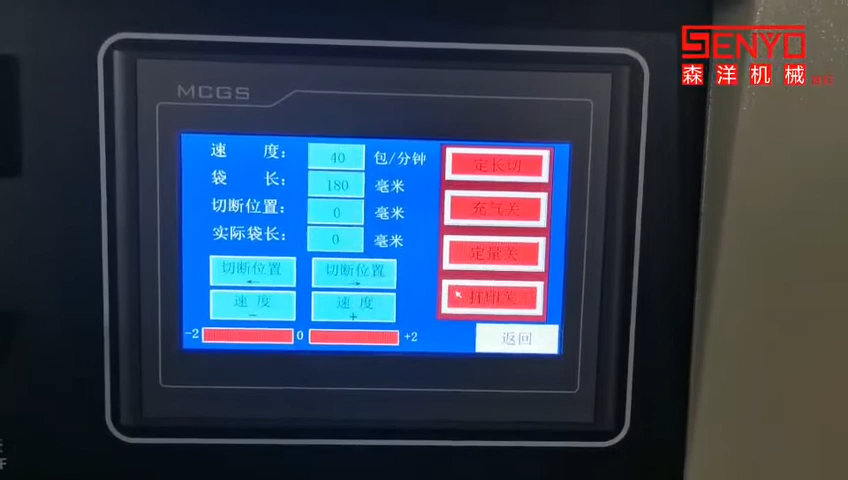 SENYO
森洋机械
MCGS
速 度： 40 包/分钟
袋 长： 180 毫米
切断位置： 0 毫米
实际袋长： 0 毫米
定长切
充气关
定量关
打印关
切断位置 ←
切断位置 →
速 度 -
速 度 +
-2 0 +2
返回